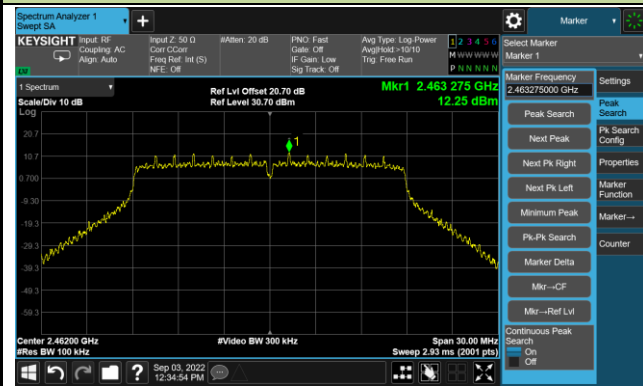 Spectrum Analyzer 1
Swept SA
KEYSIGHT
Input: RF
Coupling: AC
Align: Auto
Input Z: 50 Ω
Corr CCorr
Freq Ref: Int (S)
NFE: Off
#Atten: 20 dB
PNO: Fast
Gate: Off
IF Gain: Low
Sig Track: Off
Avg Type: Log-Power
Avg|Hold:>10/10
Trig: Free Run
1 2 3 4 5 6
M W W W W W
P N N N N N
LXI
1 Spectrum
Scale/Div 10 dB
Log
Ref Lvl Offset 20.70 dB
Ref Level 30.70 dBm
Mkr1 2.463 275 GHz
12.25 dBm
1
20.7
10.7
0.700
-9.30
-19.3
-29.3
-39.3
-49.3
-59.3
Center 2.46200 GHz
#Res BW 100 kHz
#Video BW 300 kHz
Span 30.00 MHz
Sweep 2.93 ms (2001 pts)
Sep 03, 2022
12:34:54 PM
Marker
Select Marker
Marker 1
Marker Frequency
2.463275000 GHz
Peak Search
Next Peak
Next Pk Right
Next Pk Left
Minimum Peak
Pk-Pk Search
Marker Delta
Mkr→CF
Mkr→Ref Lvl
Continuous Peak
Search
On
Off
Settings
Peak
Search
Pk Search
Config
Properties
Marker
Function
Marker→
Counter